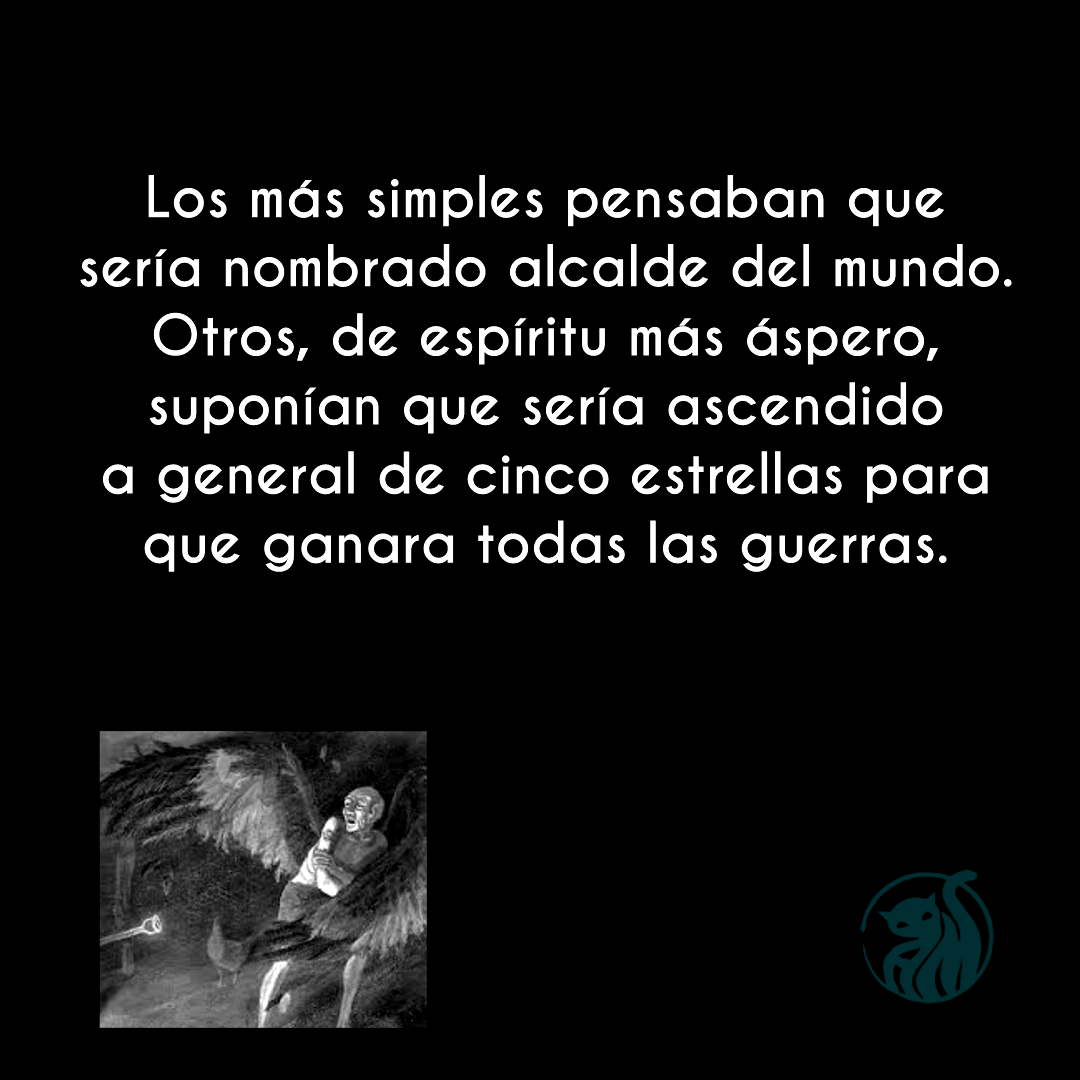 Los más simples pensaban que
sería nombrado alcalde del mundo.
Otros, de espíritu más áspero,
suponían que sería ascendido
a general de cinco estrellas para
que ganara todas las guerras.